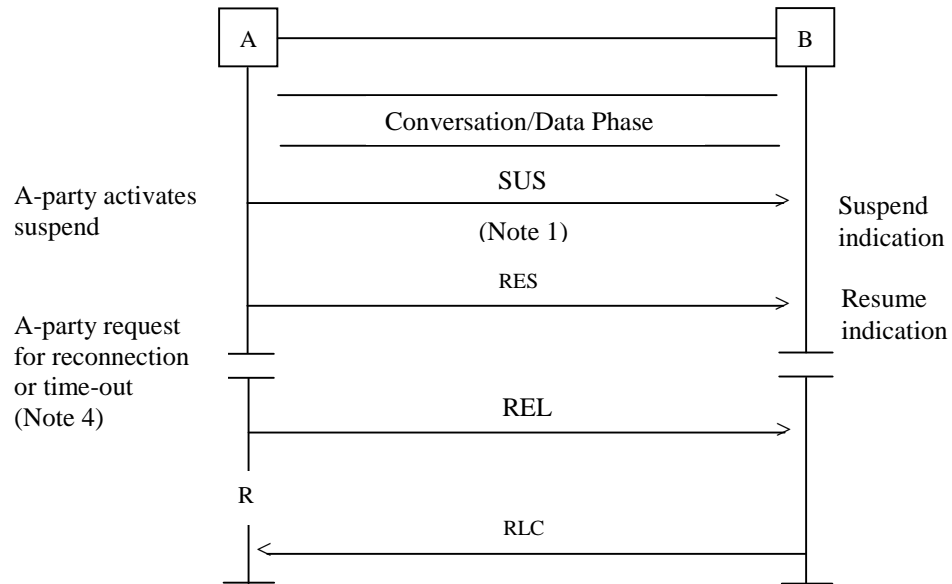 A
B
Conversation/Data Phase
A-party activates
suspend
SUS
(Note 1)
Suspend
indication
RES
Resume
indication
A-party request
for reconnection
or time-out
(Note 4)
REL
R
RLC